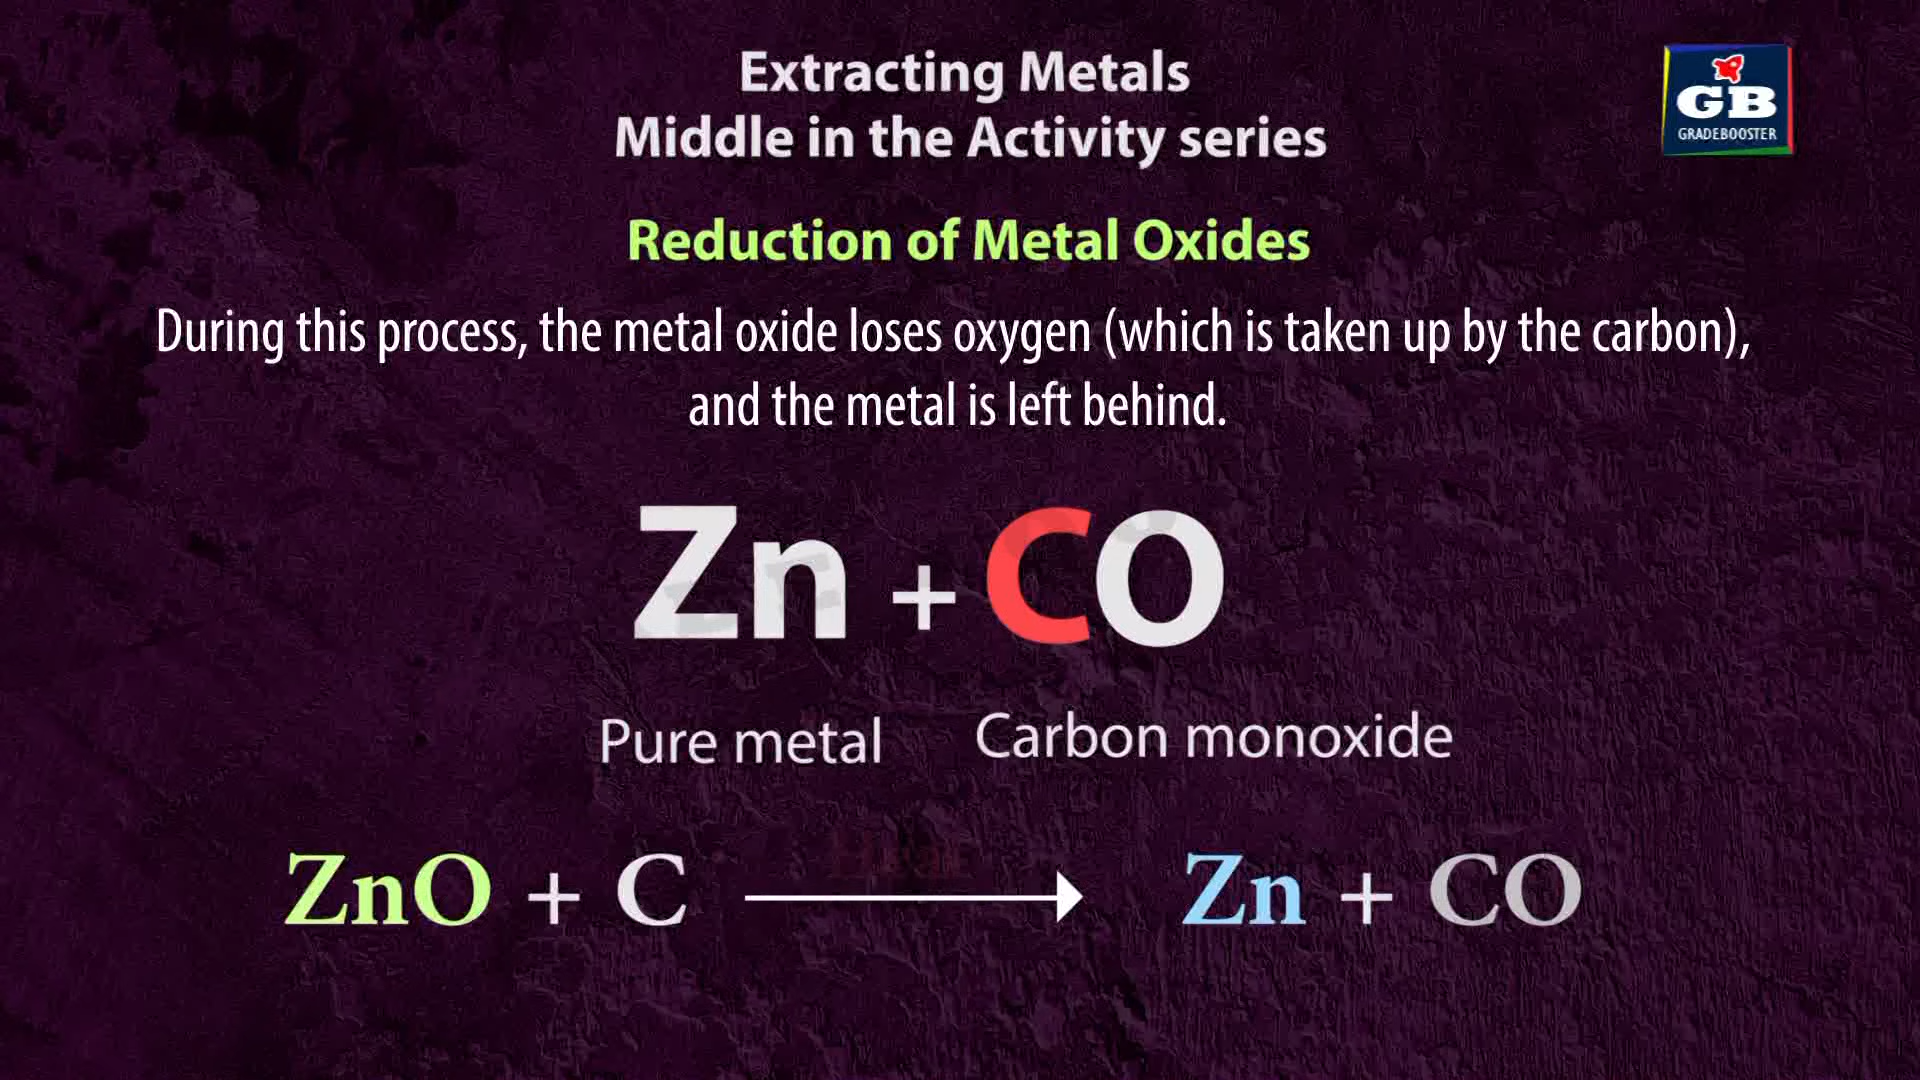 Extracting Metals
Middle in the Activity series
GB
GRADEBOOSTER
Reduction of Metal Oxides
During this process, the metal oxide loses oxygen (which is taken up by the carbon),
and the metal is left behind.
Zn + CO
Pure metal Carbon monoxide
ZnO + C ⟶ Zn + CO